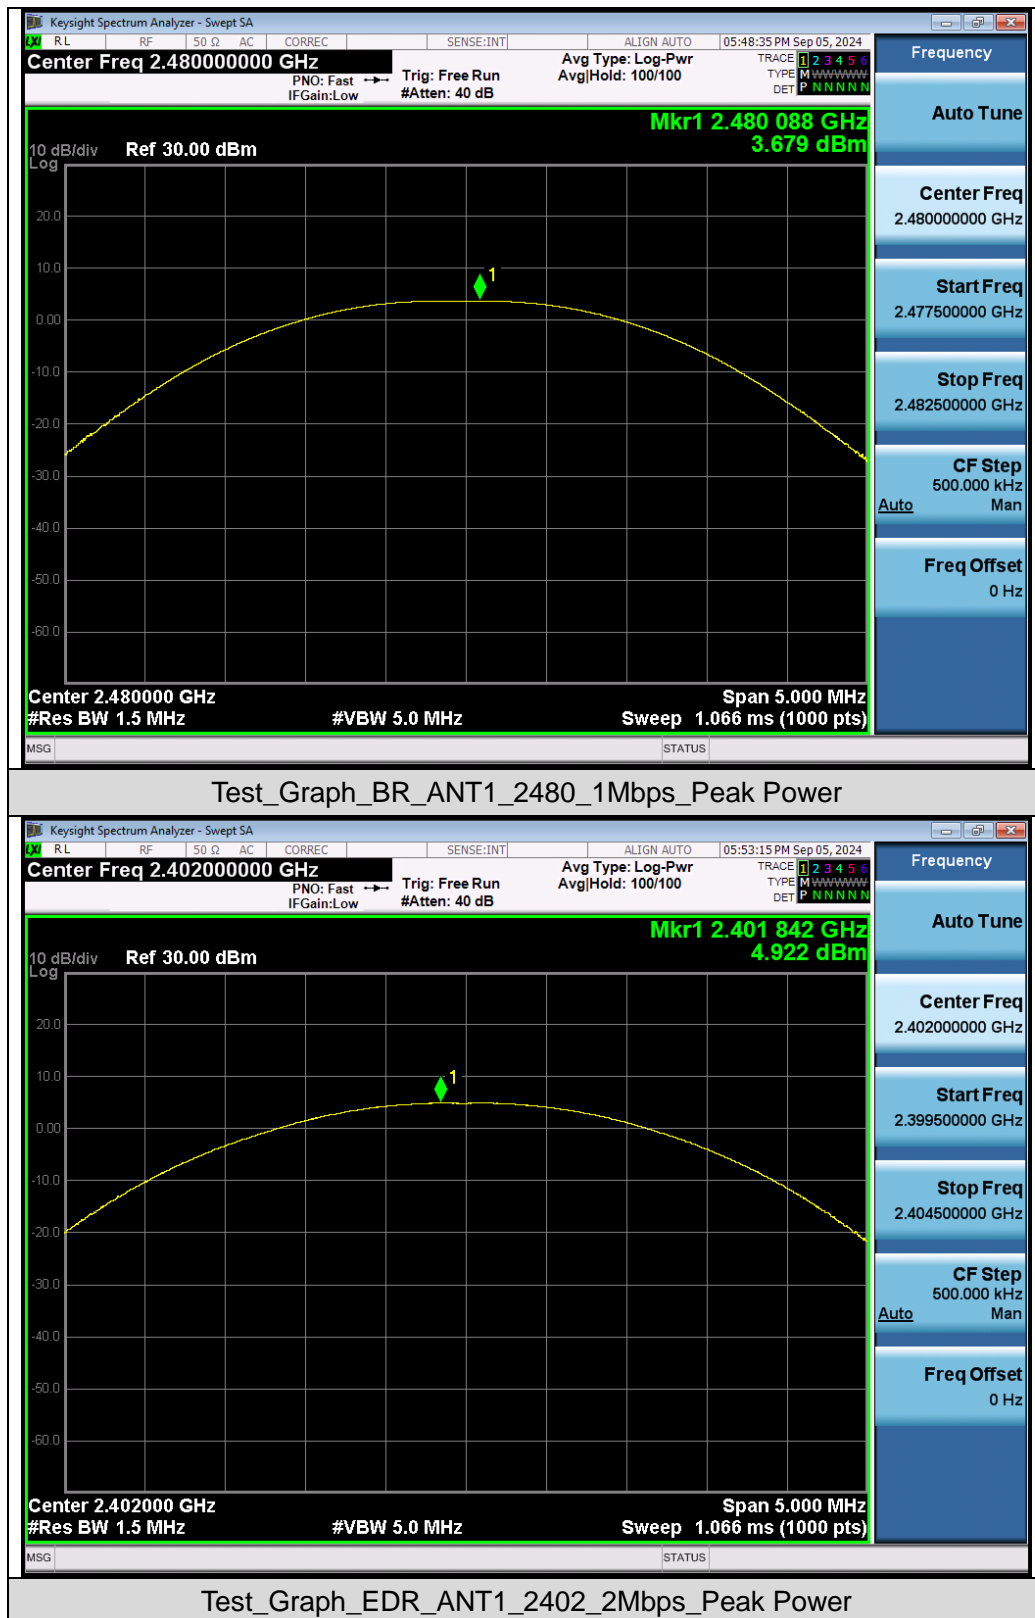 Keysight Spectrum Analyzer - Swept SA
LXI RL RF 50 Ω AC CORREC SENSE:INT ALIGN AUTO 05:48:35 PM Sep 05, 2024
Center Freq 2.480000000 GHz
PNO: Fast
IFGain:Low
Trig: Free Run
#Atten: 40 dB
Avg Type: Log-Pwr
Avg|Hold: 100/100
TRACE 1 2 3 4 5 6
TYPE M WWWWW
DET P N N N N N
Mkr1 2.480 088 GHz
3.679 dBm
10 dB/div Ref 30.00 dBm
Log
20.0
10.0
1
0.00
-10.0
-20.0
-30.0
-40.0
-50.0
-60.0
Center 2.480000 GHz Span 5.000 MHz
#Res BW 1.5 MHz #VBW 5.0 MHz Sweep 1.066 ms (1000 pts)
MSG STATUS
Frequency
Auto Tune
Center Freq
2.480000000 GHz
Start Freq
2.477500000 GHz
Stop Freq
2.482500000 GHz
CF Step
500.000 kHz
Auto Man
Freq Offset
0 Hz
Test_Graph_BR_ANT1_2480_1Mbps_Peak Power
Keysight Spectrum Analyzer - Swept SA
LXI RL RF 50 Ω AC CORREC SENSE:INT ALIGN AUTO 05:53:15 PM Sep 05, 2024
Center Freq 2.402000000 GHz
PNO: Fast
IFGain:Low
Trig: Free Run
#Atten: 40 dB
Avg Type: Log-Pwr
Avg|Hold: 100/100
TRACE 1 2 3 4 5 6
TYPE M WWWWW
DET P N N N N N
Mkr1 2.401 842 GHz
4.922 dBm
10 dB/div Ref 30.00 dBm
Log
20.0
10.0
1
0.00
-10.0
-20.0
-30.0
-40.0
-50.0
-60.0
Center 2.402000 GHz Span 5.000 MHz
#Res BW 1.5 MHz #VBW 5.0 MHz Sweep 1.066 ms (1000 pts)
MSG STATUS
Frequency
Auto Tune
Center Freq
2.402000000 GHz
Start Freq
2.399500000 GHz
Stop Freq
2.404500000 GHz
CF Step
500.000 kHz
Auto Man
Freq Offset
0 Hz
Test_Graph_EDR_ANT1_2402_2Mbps_Peak Power